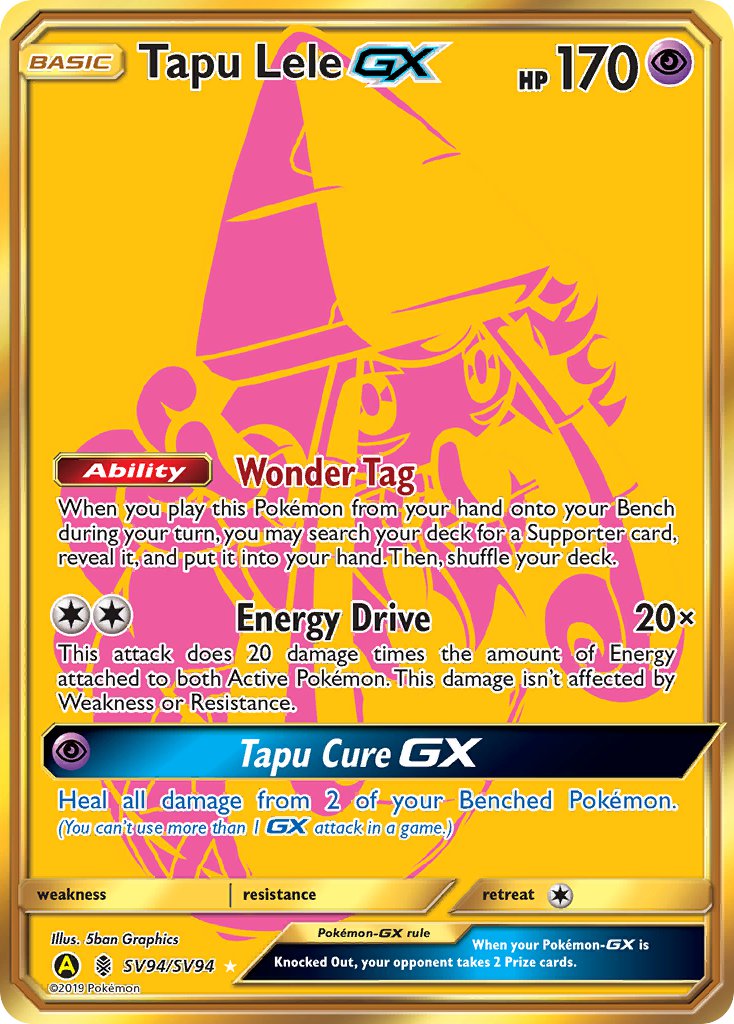 BASIC
Tapu Lele GX
HP 170
Ability Wonder Tag
When you play this Pokémon from your hand onto your Bench
during your turn, you may search your deck for a Supporter card,
reveal it, and put it into your hand. Then, shuffle your deck.
Energy Drive 20×
This attack does 20 damage times the amount of Energy
attached to both Active Pokémon. This damage isn't affected by
Weakness or Resistance.
Tapu Cure GX
Heal all damage from 2 of your Benched Pokémon.
(You can't use more than 1 GX attack in a game.)
weakness resistance retreat
Illus. 5ban Graphics
A SV94/SV94
©2019 Pokémon
Pokémon-GX rule
When your Pokémon-GX is
Knocked Out, your opponent takes 2 Prize cards.